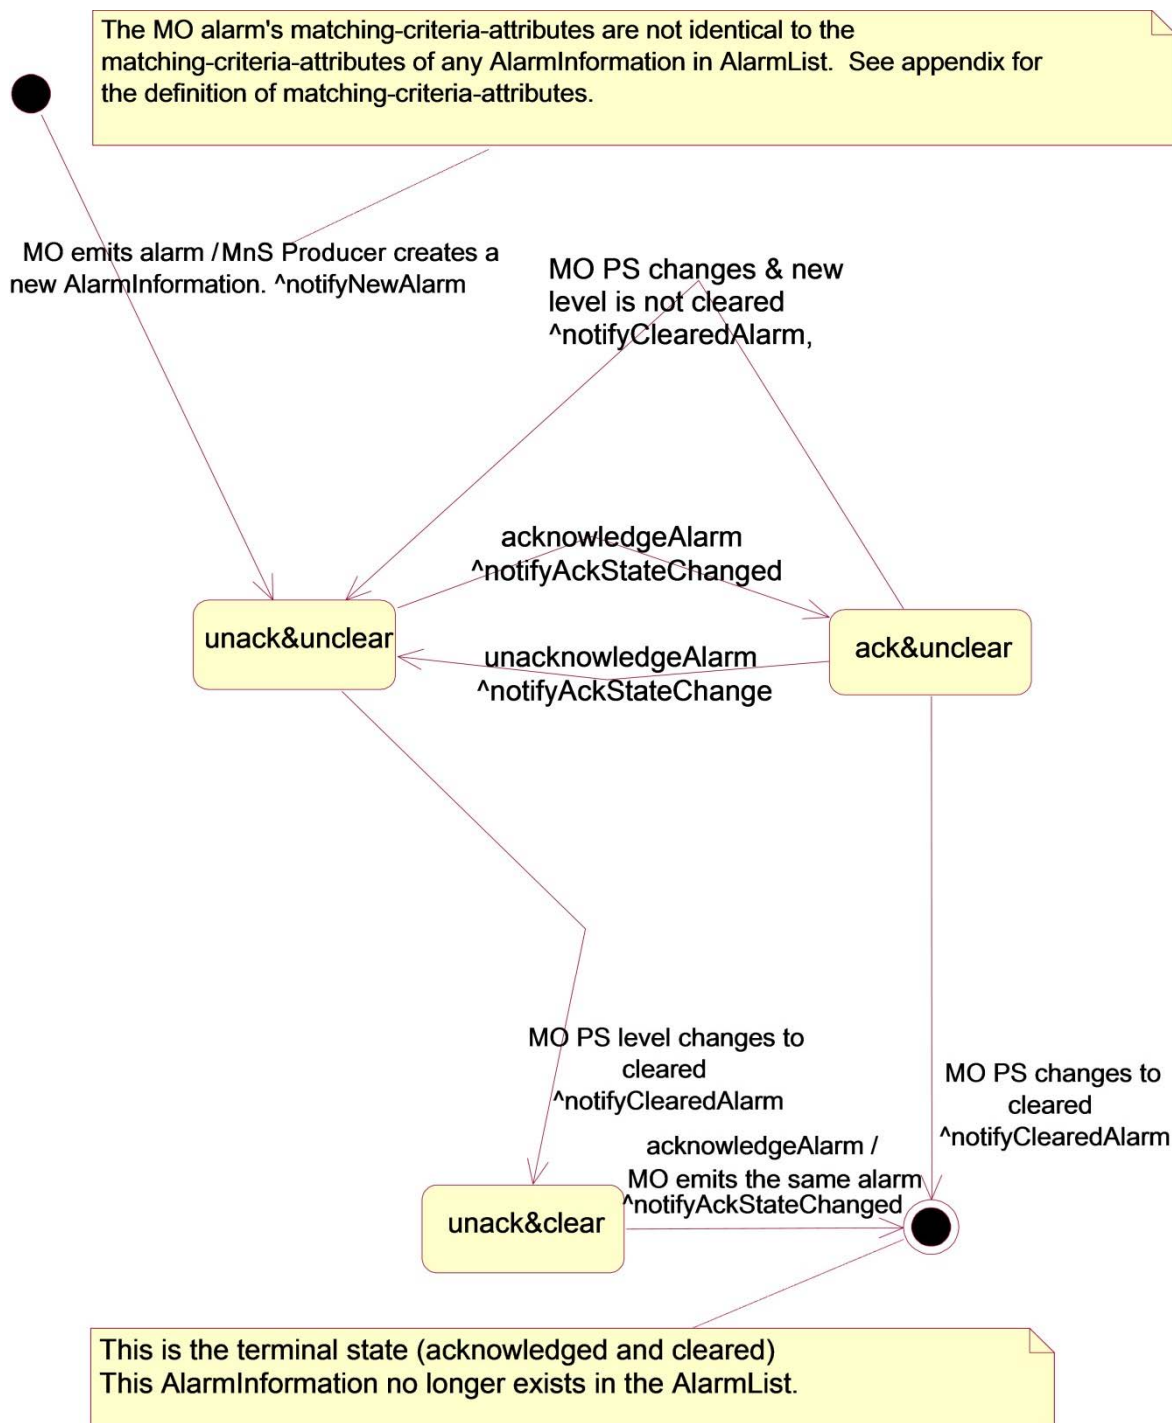 The MO alarm's matching-criteria-attributes are not identical to the
matching-criteria-attributes of any AlarmInformation in AlarmList. See appendix for
the definition of matching-criteria-attributes.
MO emits alarm / MnS Producer creates a
new AlarmInformation. ^notifyNewAlarm
MO PS changes & new
level is not cleared
^notifyClearedAlarm,
acknowledgeAlarm
^notifyAckStateChanged
unack&unclear
ack&unclear
unacknowledgeAlarm
^notifyAckStateChange
MO PS level changes to
cleared
^notifyClearedAlarm
MO PS changes to
cleared
^notifyClearedAlarm
acknowledgeAlarm /
MO emits the same alarm
^notifyAckStateChanged
unack&clear
This is the terminal state (acknowledged and cleared)
This AlarmInformation no longer exists in the AlarmList.